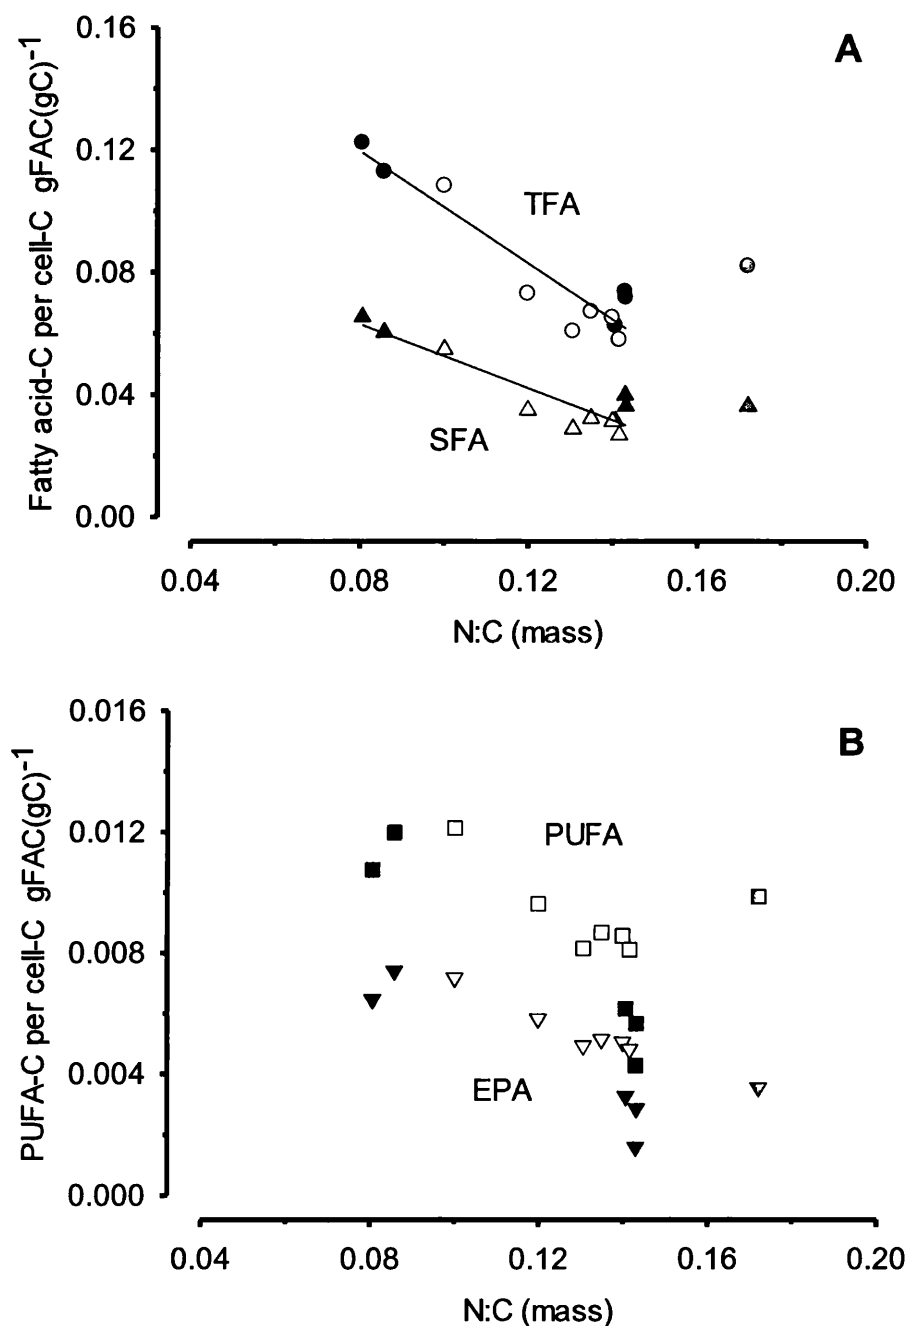 A
Fatty acid-C per cell-C gFAC(gC)-1
0.16
0.12
0.08
0.04
0.00
TFA
SFA
0.04 0.08 0.12 0.16 0.20
N:C (mass)
B
PUFA-C per cell-C gFAC(gC)-1
0.016
0.012
0.008
0.004
0.000
PUFA
EPA
0.04 0.08 0.12 0.16 0.20
N:C (mass)